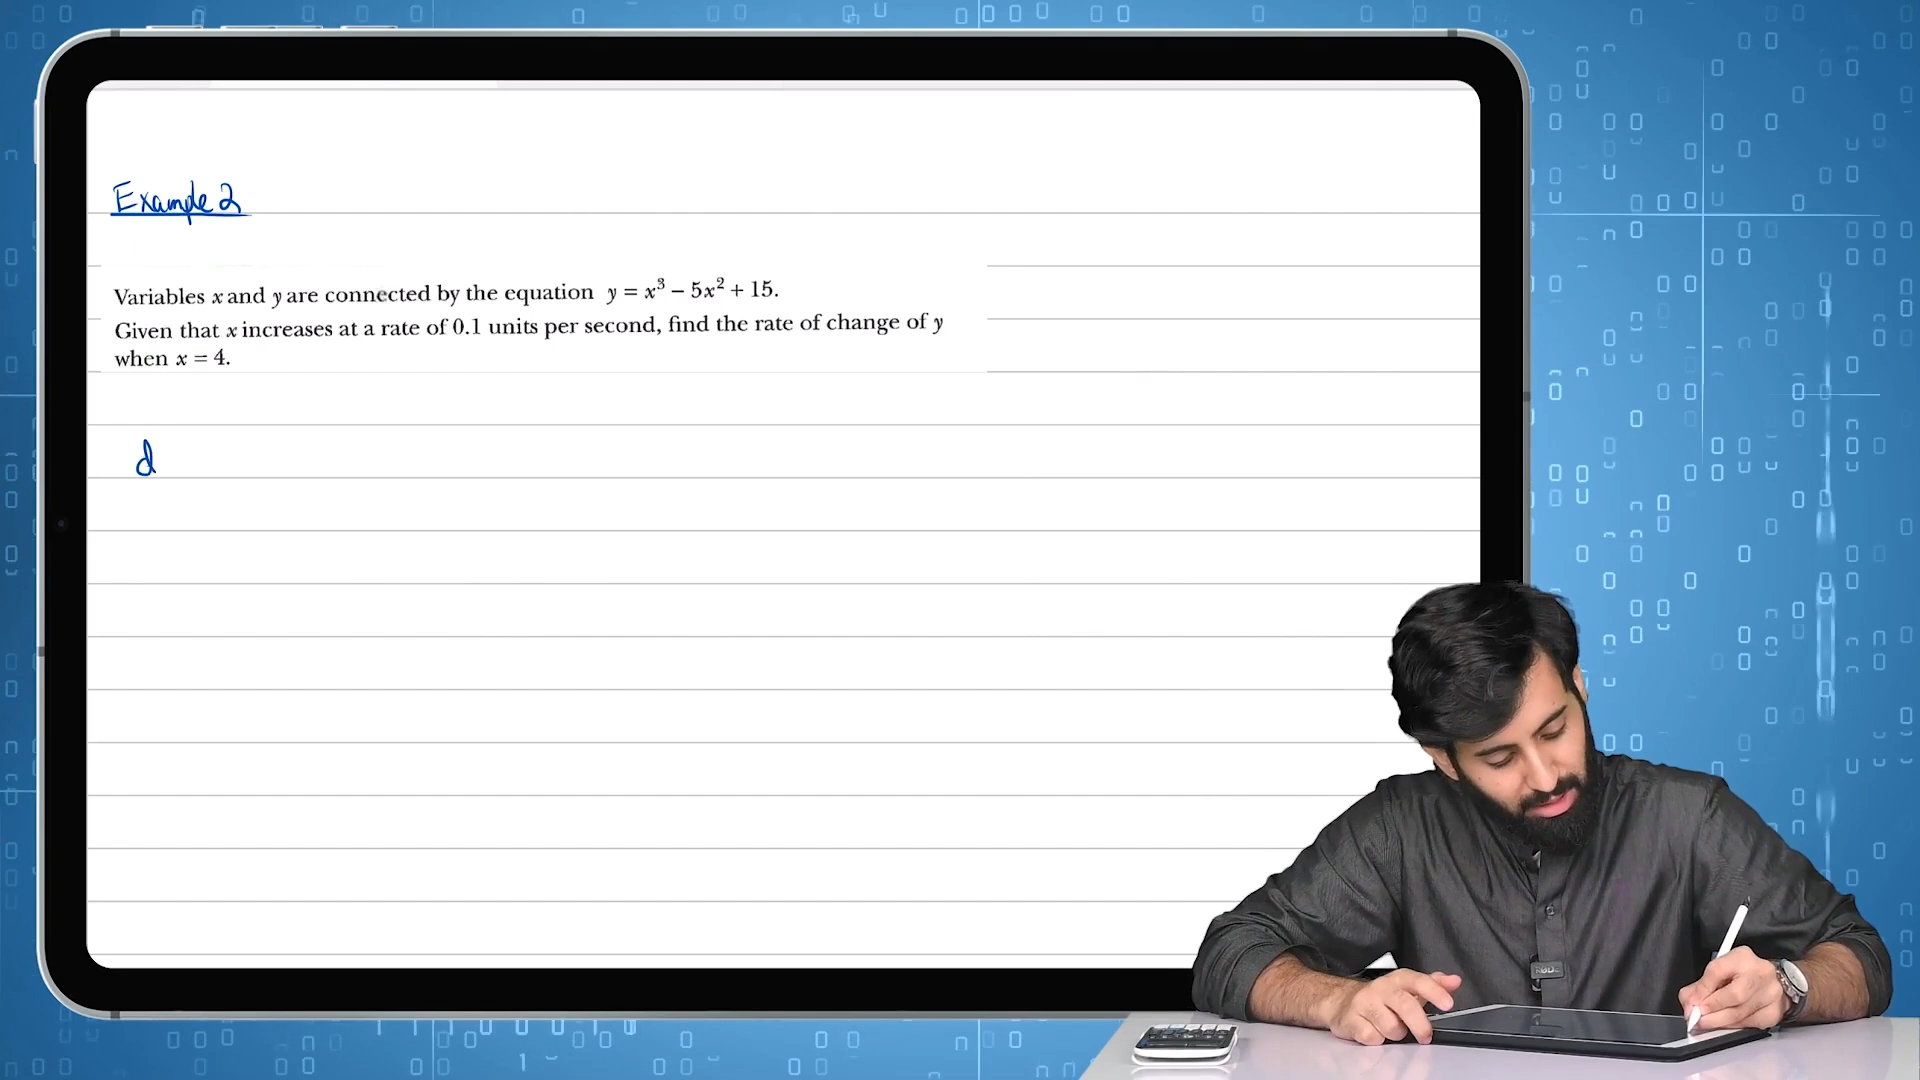 Example 2
Variables x and y are connected by the equation y = x³ – 5x² + 15.
Given that x increases at a rate of 0.1 units per second, find the rate of change of y
when x = 4.
d